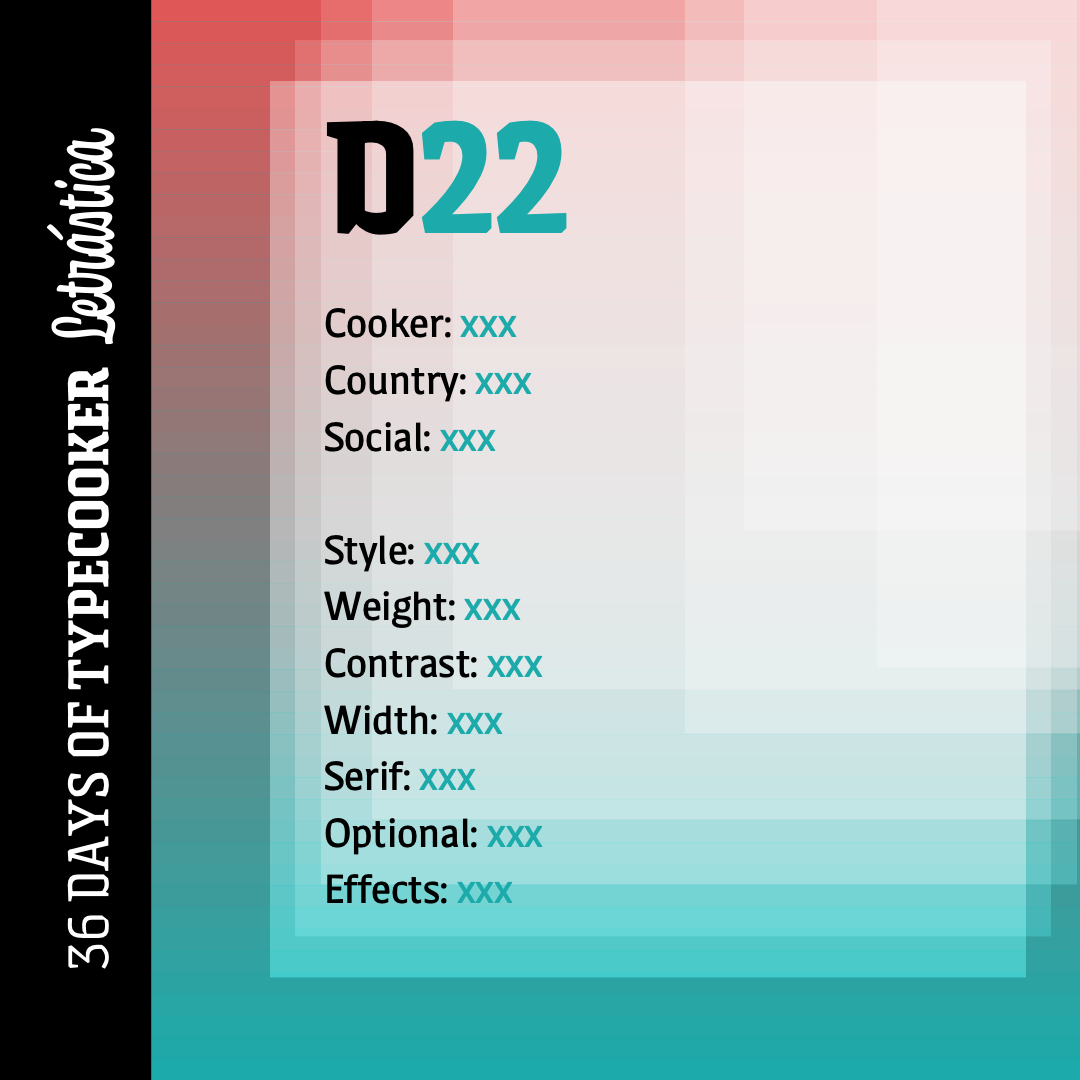 36 DAYS OF TYPECOOKER Letrástica
D22
Cooker: xxx
Country: xxx
Social: xxx
Style: xxx
Weight: xxx
Contrast: xxx
Width: xxx
Serif: xxx
Optional: xxx
Effects: xxx